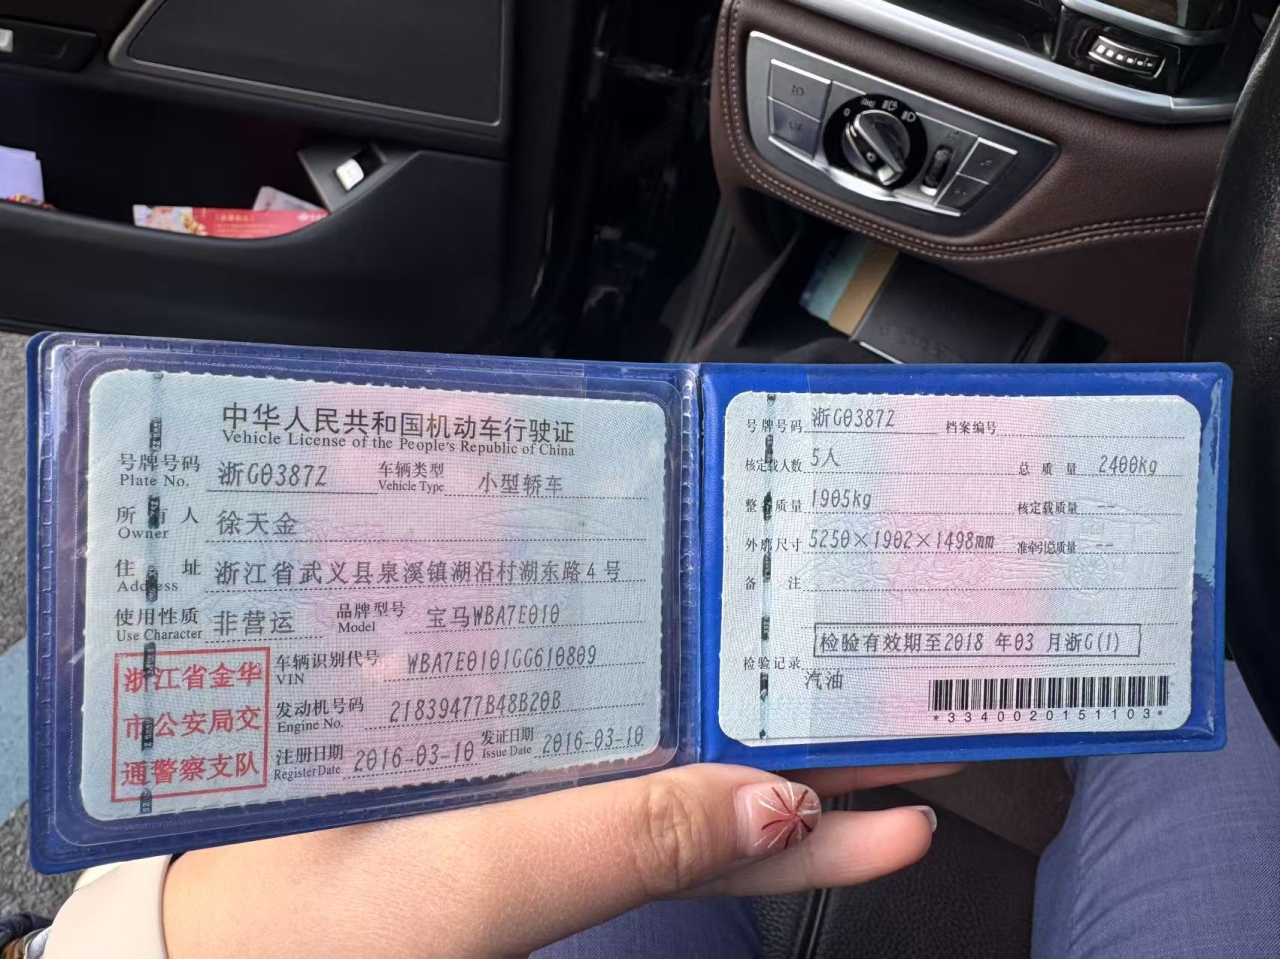 中华人民共和国机动车行驶证
Vehicle License of the People's Republic of China
号牌号码 浙G0387Z 车辆类型 小型轿车
Plate No. Vehicle Type
所有人 徐天金
Owner
住址 浙江省武义县泉溪镇湖沿村湖东路4号
Address
使用性质 非营运 品牌型号 宝马WBA7E010
Use Character Model
浙江省金华
市公安局交
通警察支队
车辆识别代号 WBA7E0101GG610809
VIN
发动机号码 21839477B48B20B
Engine No.
注册日期 2016-03-10 发证日期 2016-03-10
Register Date Issue Date
号牌号码 浙G0387Z 档案编号
核定载人数 5人 总质量 2400kg
整备质量 1905kg 核定载质量 --
外廓尺寸 5250×1902×1498mm 准牵引总质量 --
备注
检验有效期至2018年03月浙G(1)
检验记录
汽油
*3340020151103*